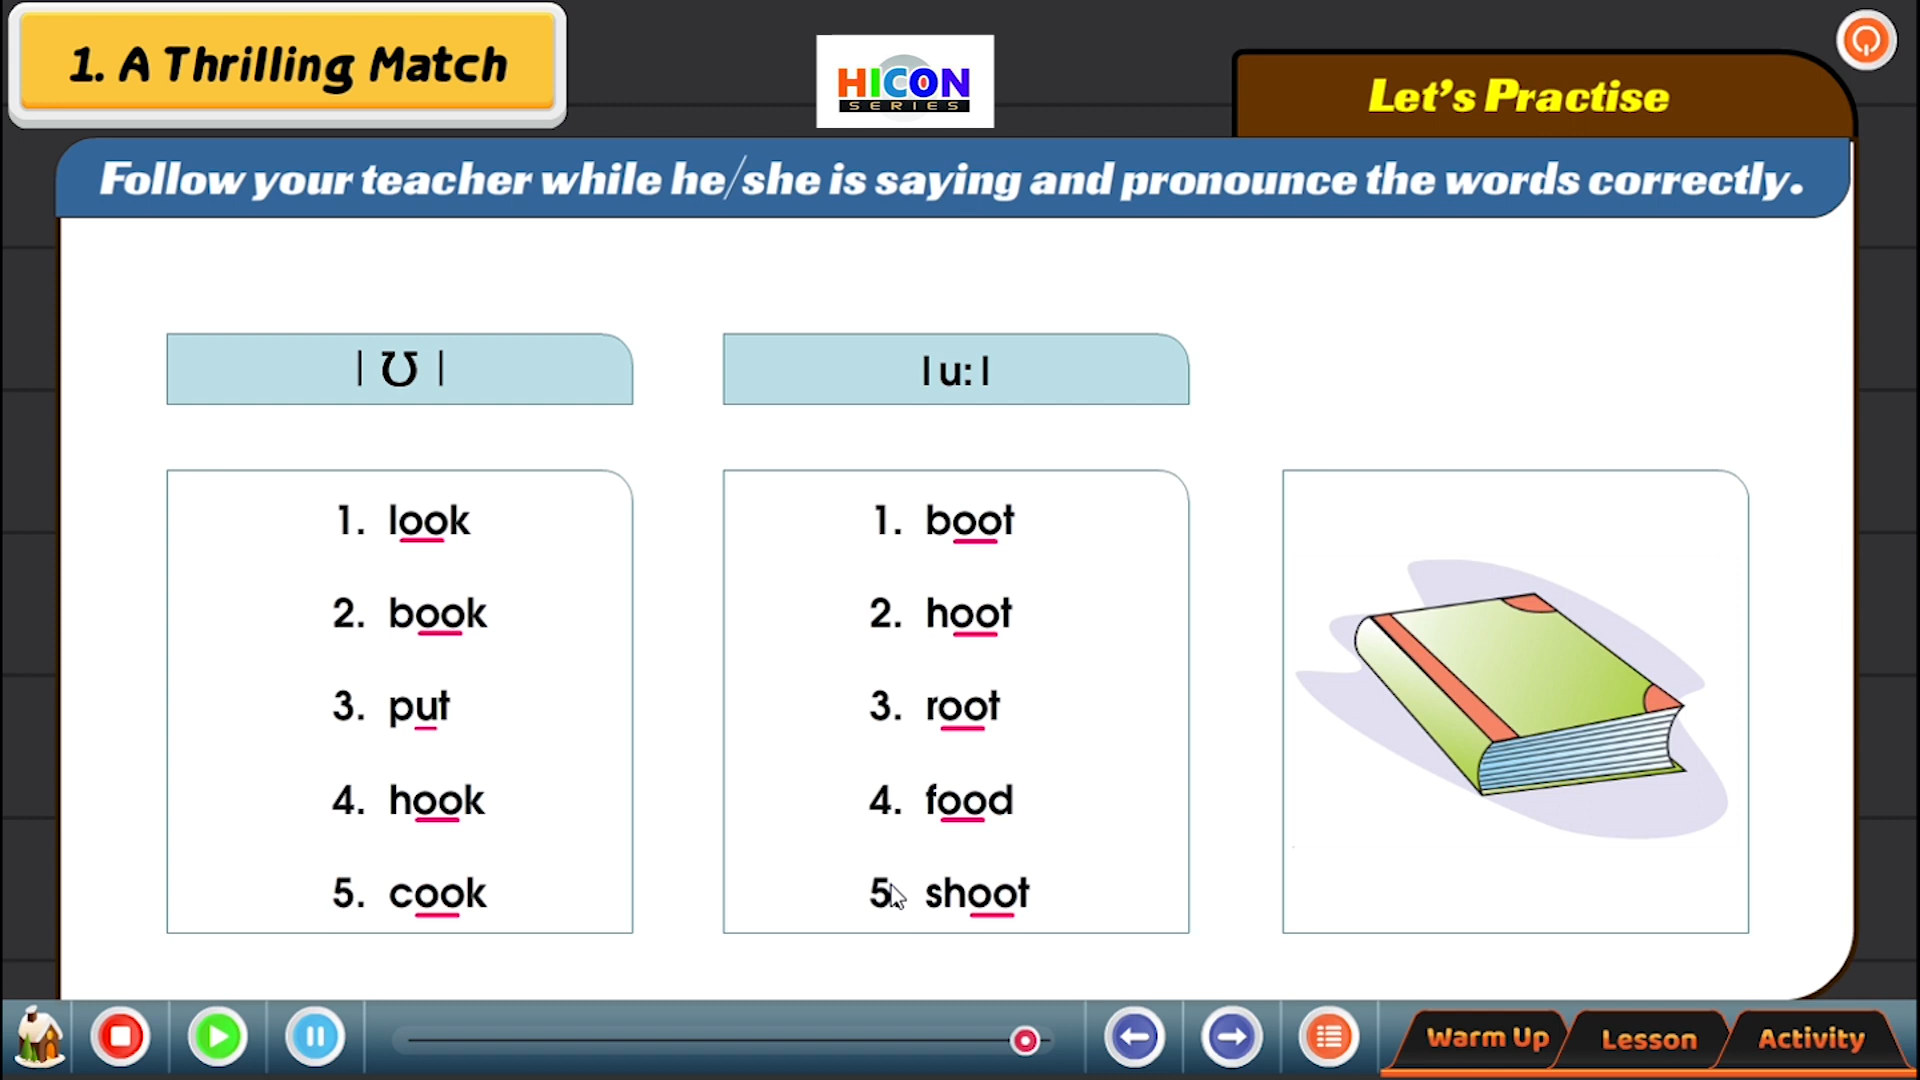 1. A Thrilling Match
HICON
SERIES
Let's Practise
Follow your teacher while he/she is saying and pronounce the words correctly.
| Ʊ |
| u: |
1. look
2. book
3. put
4. hook
5. cook
1. boot
2. hoot
3. root
4. food
5. shoot
Warm Up
Lesson
Activity